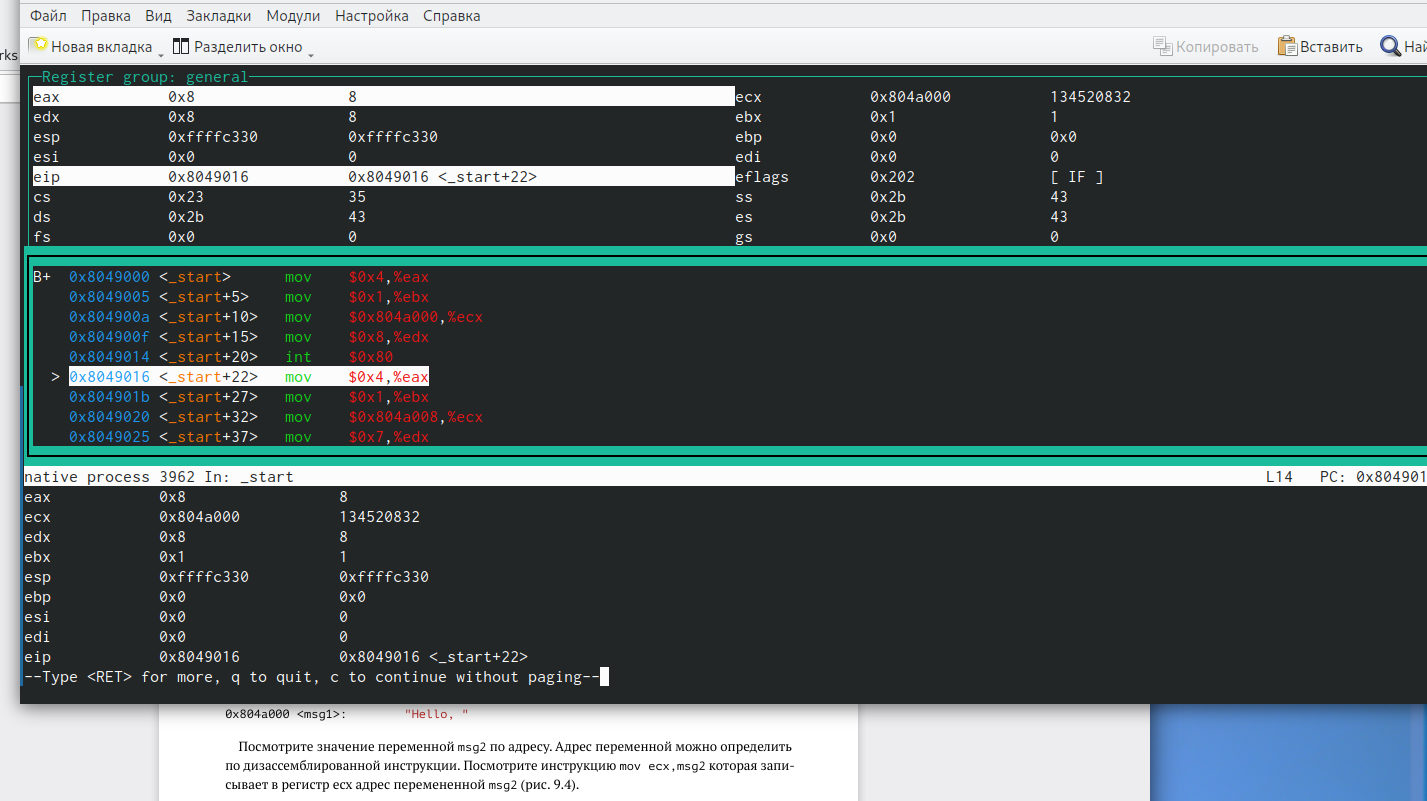 Файл Правка Вид Закладки Модули Настройка Справка
rks
Новая вкладка Разделить окно Копировать Вставить Най
Register group: general
eax 0x8 8 ecx 0x804a000 134520832
edx 0x8 8 ebx 0x1 1
esp 0xffffc330 0xffffc330 ebp 0x0 0x0
esi 0x0 0 edi 0x0 0
eip 0x8049016 0x8049016 <_start+22> eflags 0x202 [ IF ]
cs 0x23 35 ss 0x2b 43
ds 0x2b 43 es 0x2b 43
fs 0x0 0 gs 0x0 0
B+ 0x8049000 <_start> mov $0x4,%eax
0x8049005 <_start+5> mov $0x1,%ebx
0x804900a <_start+10> mov $0x804a000,%ecx
0x804900f <_start+15> mov $0x8,%edx
0x8049014 <_start+20> int $0x80
> 0x8049016 <_start+22> mov $0x4,%eax
0x804901b <_start+27> mov $0x1,%ebx
0x8049020 <_start+32> mov $0x804a008,%ecx
0x8049025 <_start+37> mov $0x7,%edx
native process 3962 In: _start L14 PC: 0x804901
eax 0x8 8
ecx 0x804a000 134520832
edx 0x8 8
ebx 0x1 1
esp 0xffffc330 0xffffc330
ebp 0x0 0x0
esi 0x0 0
edi 0x0 0
eip 0x8049016 0x8049016 <_start+22>
--Type <RET> for more, q to quit, c to continue without paging--
0x804a000 <msg1>: "Hello, "
Посмотрите значение переменной msg2 по адресу. Адрес переменной можно определить
по дизассемблированной инструкции. Посмотрите инструкцию mov ecx,msg2 которая запи-
сывает в регистр ecx адрес перемененной msg2 (рис. 9.4).